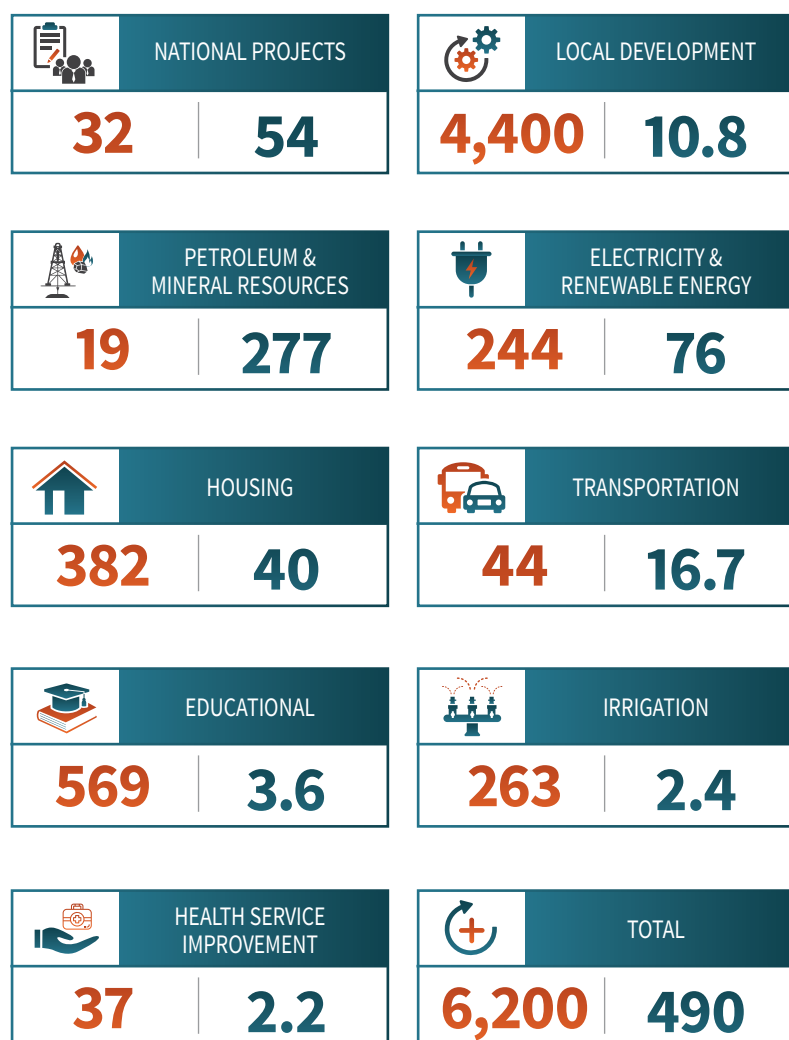 NATIONAL PROJECTS
32 54
LOCAL DEVELOPMENT
4,400 10.8
PETROLEUM &
MINERAL RESOURCES
19 277
ELECTRICITY &
RENEWABLE ENERGY
244 76
HOUSING
382 40
TRANSPORTATION
44 16.7
EDUCATIONAL
569 3.6
IRRIGATION
263 2.4
HEALTH SERVICE
IMPROVEMENT
37 2.2
TOTAL
6,200 490